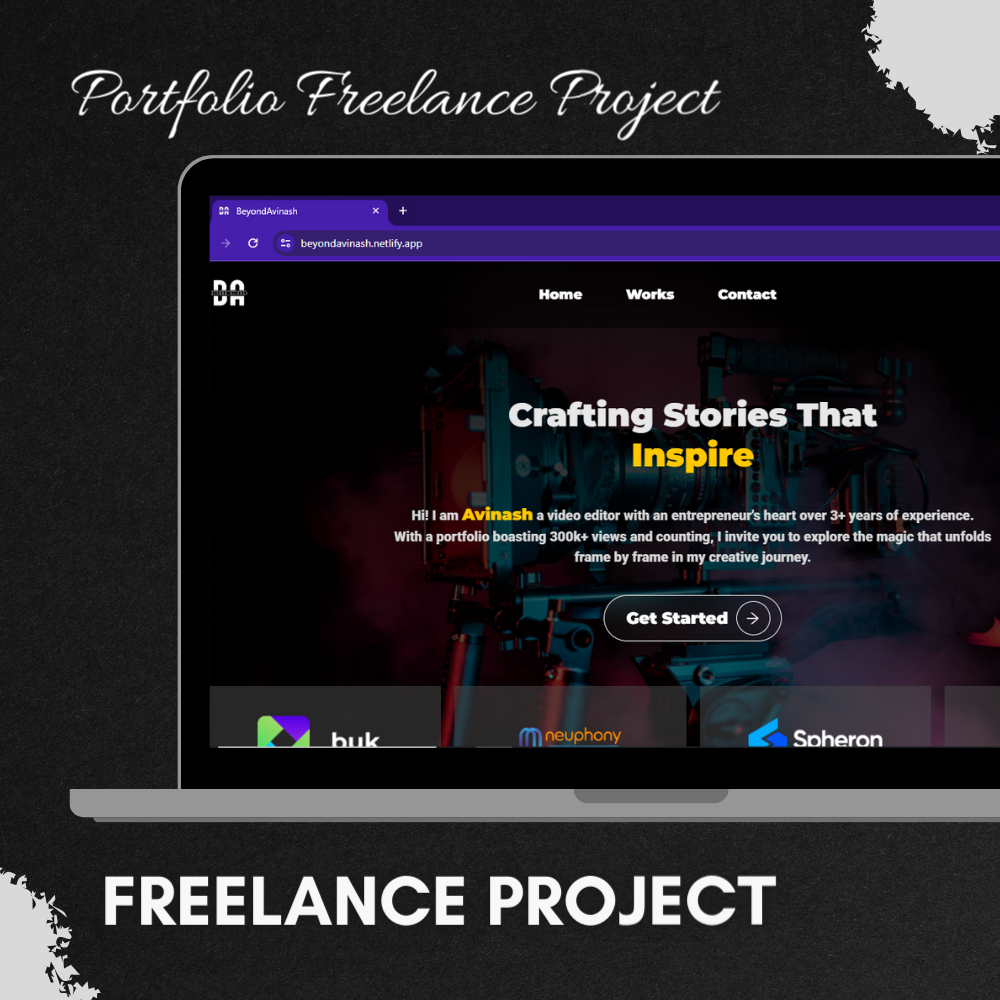 Portfolio Freelance Project
BeyondAvinash
beyondavinash.netlify.app
Home Works Contact
Crafting Stories That
Inspire
Hi! I am Avinash a video editor with an entrepreneur's heart over 3+ years of experience.
With a portfolio boasting 300k+ views and counting, I invite you to explore the magic that unfolds
frame by frame in my creative journey.
Get Started
buk neuphony Spheron
FREELANCE PROJECT